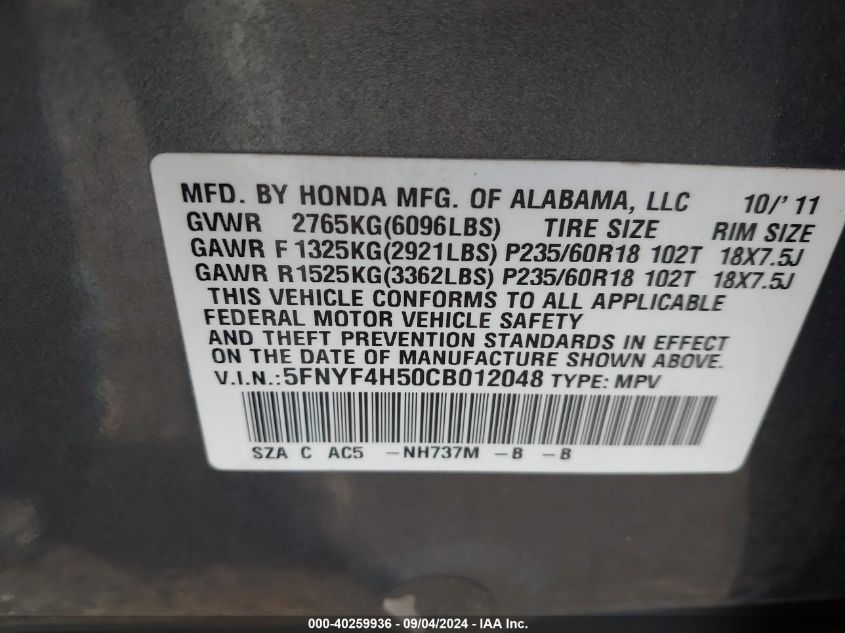 MFD. BY HONDA MFG. OF ALABAMA, LLC 10/' 11
GVWR 2765KG(6096LBS) TIRE SIZE RIM SIZE
GAWR F 1325KG(2921LBS) P235/60R18 102T 18X7.5J
GAWR R1525KG(3362LBS) P235/60R18 102T 18X7.5J
THIS VEHICLE CONFORMS TO ALL APPLICABLE
FEDERAL MOTOR VEHICLE SAFETY
AND THEFT PREVENTION STANDARDS IN EFFECT
ON THE DATE OF MANUFACTURE SHOWN ABOVE.
V.I.N.:5FNYF4H50CB012048 TYPE: MPV
SZA C AC5 -NH737M -B -B
000-40259936 - 09/04/2024 - IAA Inc.